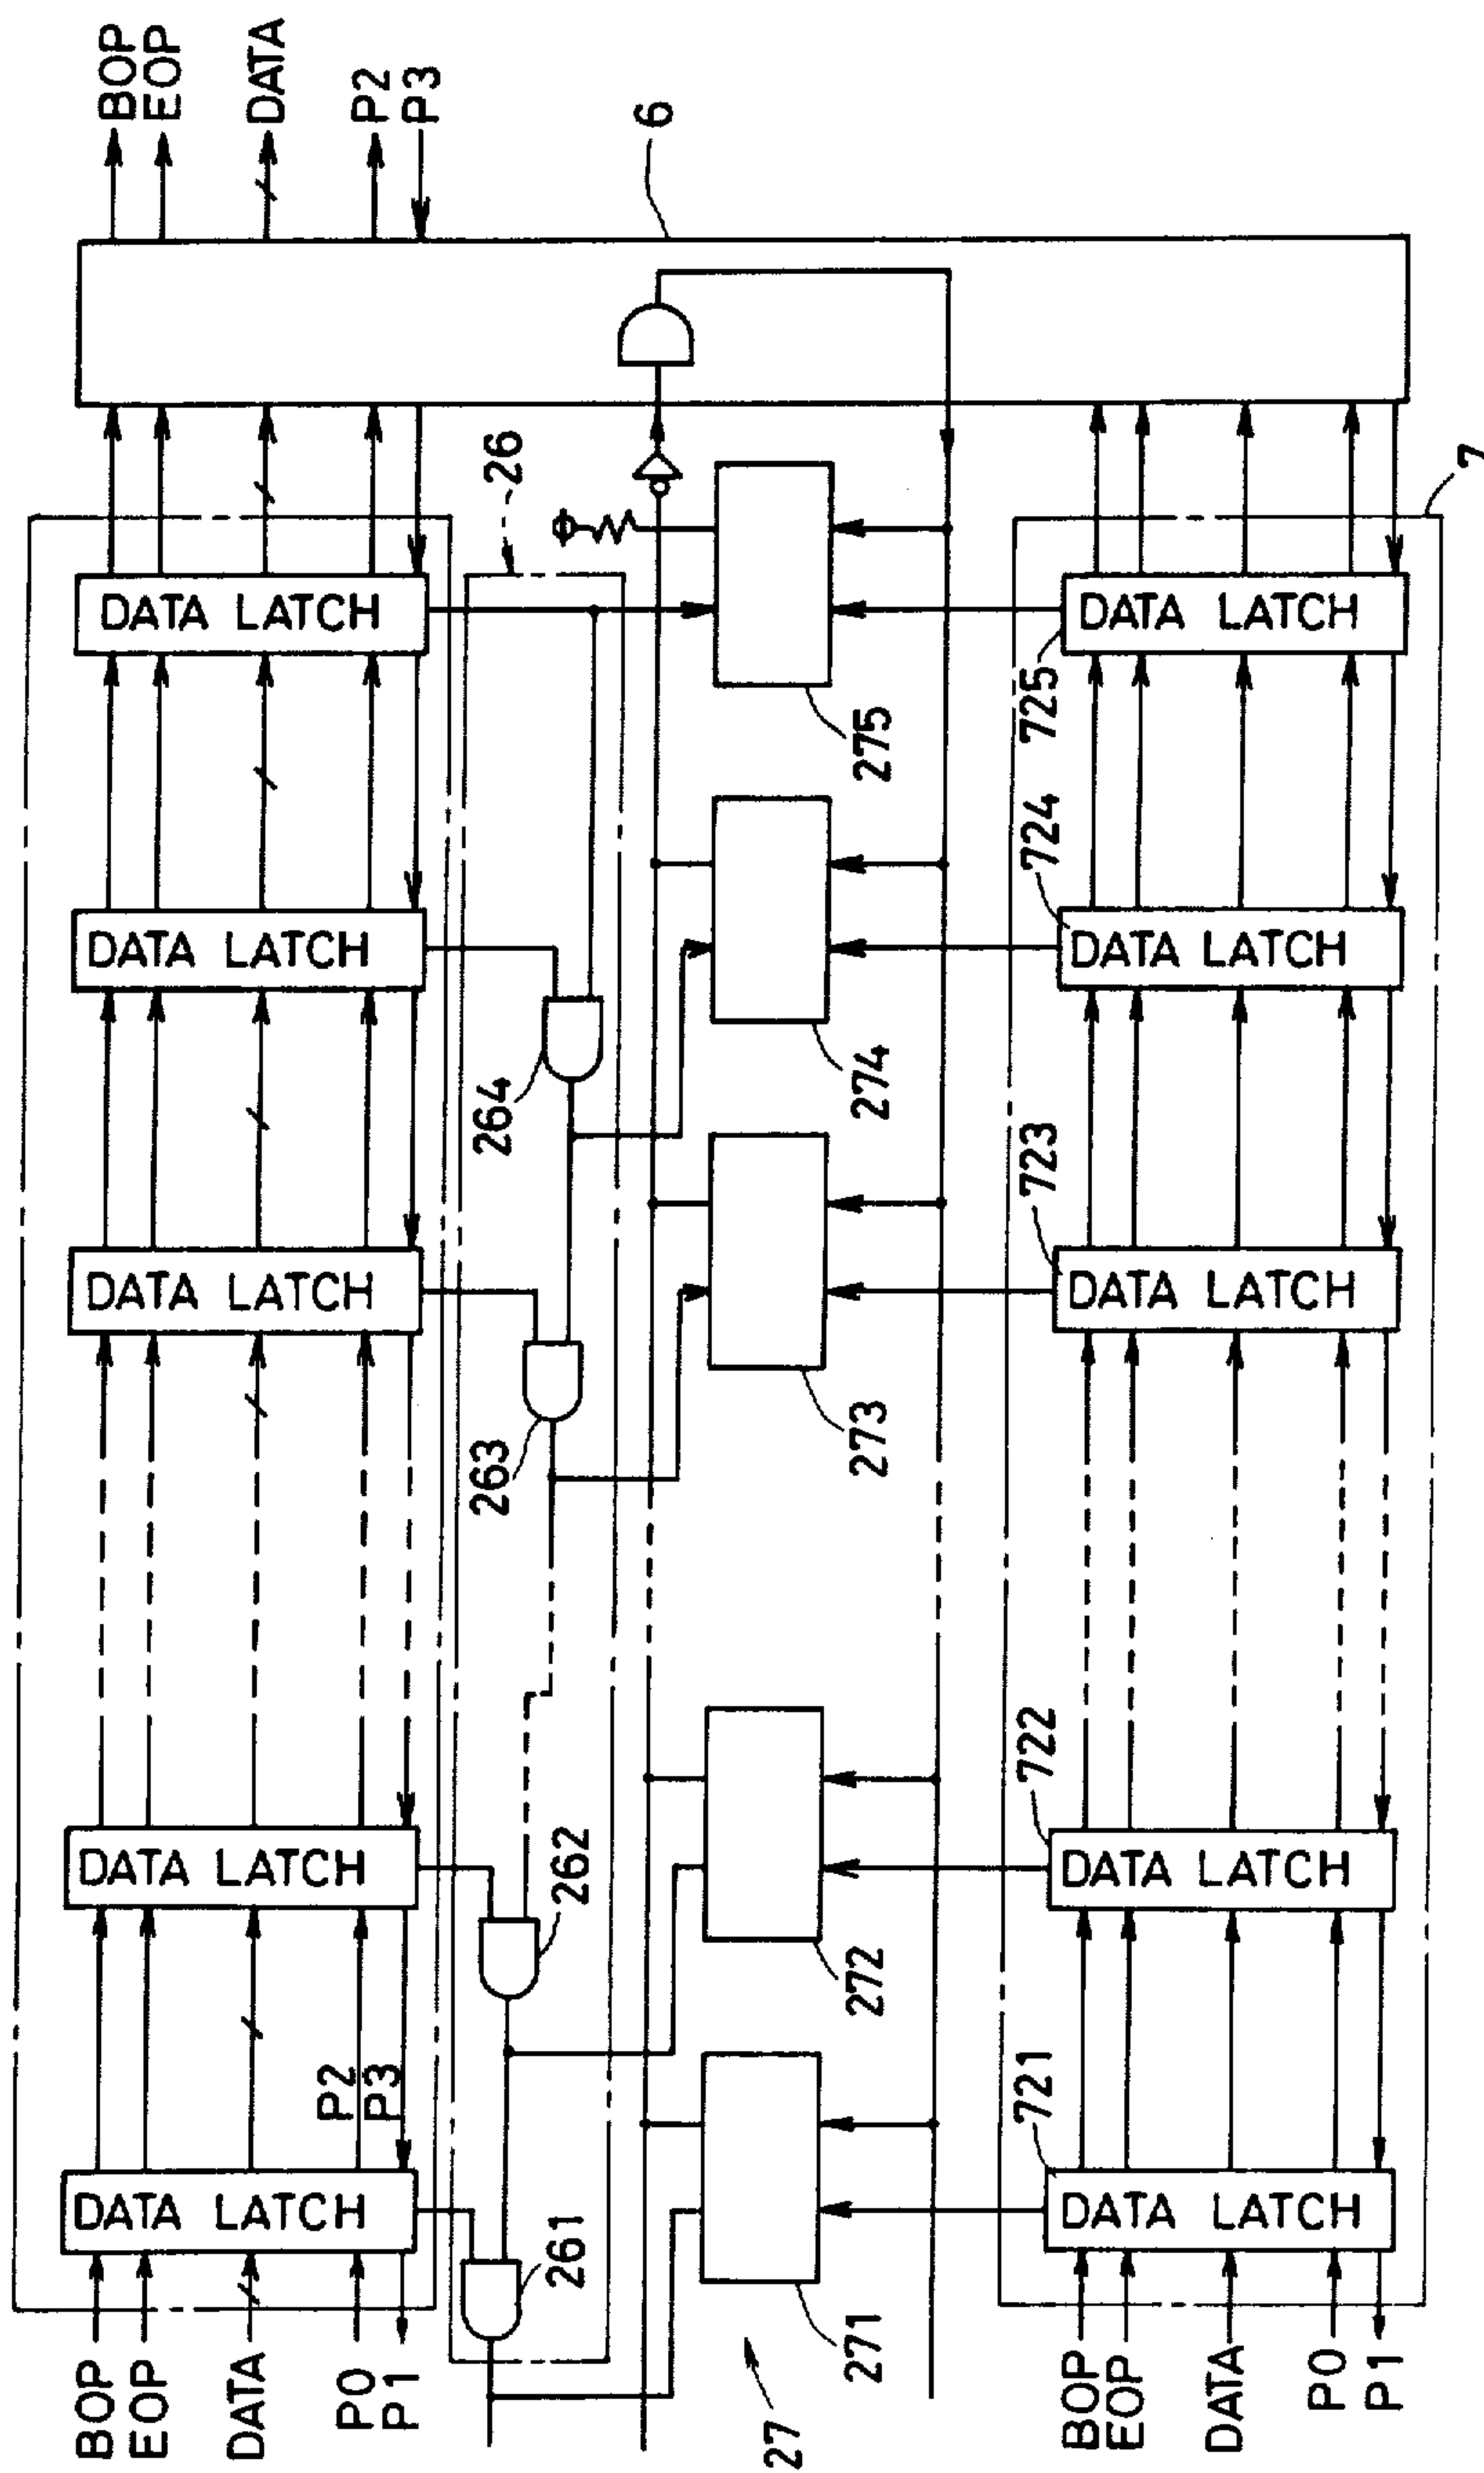 BOP
EOP
DATA
P2
P3
6
26
DATA LATCH
DATA LATCH
DATA LATCH
DATA LATCH
DATA LATCH
P2
P3
BOP
EOP
DATA
P0
P1
264
263
262
261
275
274
273
272
271
27
7
725
DATA LATCH
724
DATA LATCH
723
DATA LATCH
722
DATA LATCH
721
DATA LATCH
BOP
EOP
DATA
P0
P1